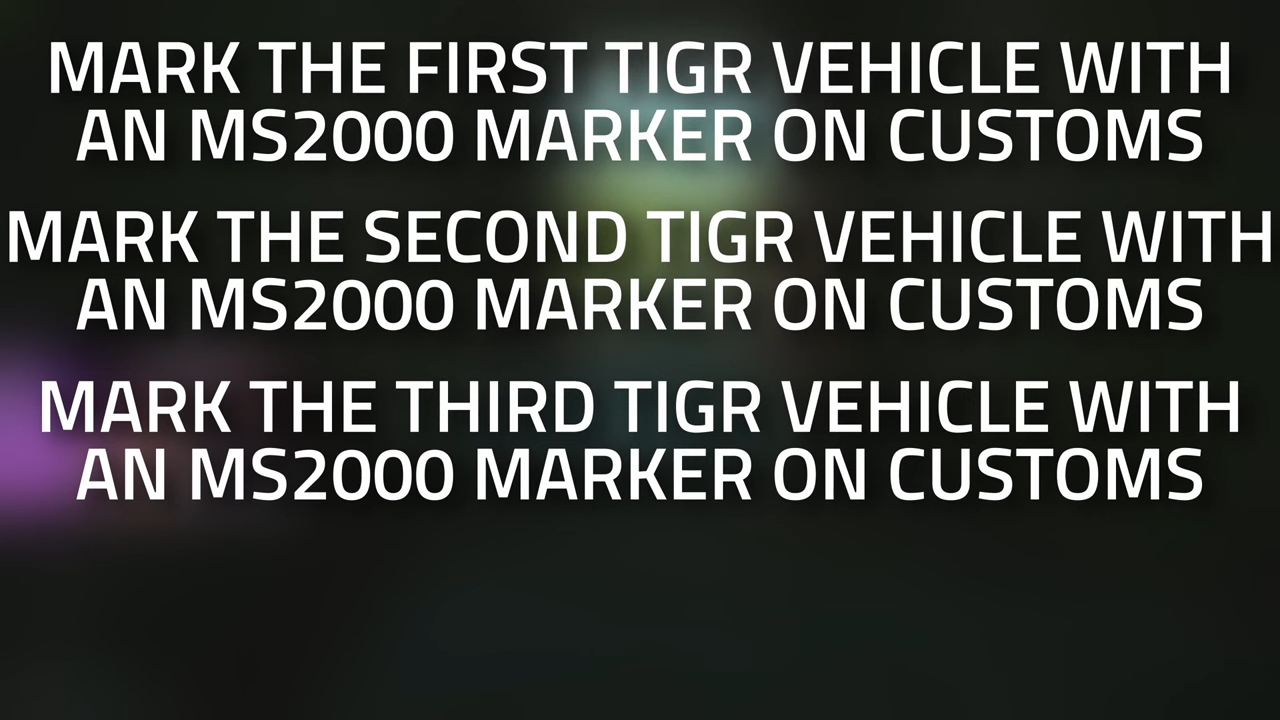 MARK THE FIRST TIGR VEHICLE WITH
AN MS2000 MARKER ON CUSTOMS
MARK THE SECOND TIGR VEHICLE WITH
AN MS2000 MARKER ON CUSTOMS
MARK THE THIRD TIGR VEHICLE WITH
AN MS2000 MARKER ON CUSTOMS